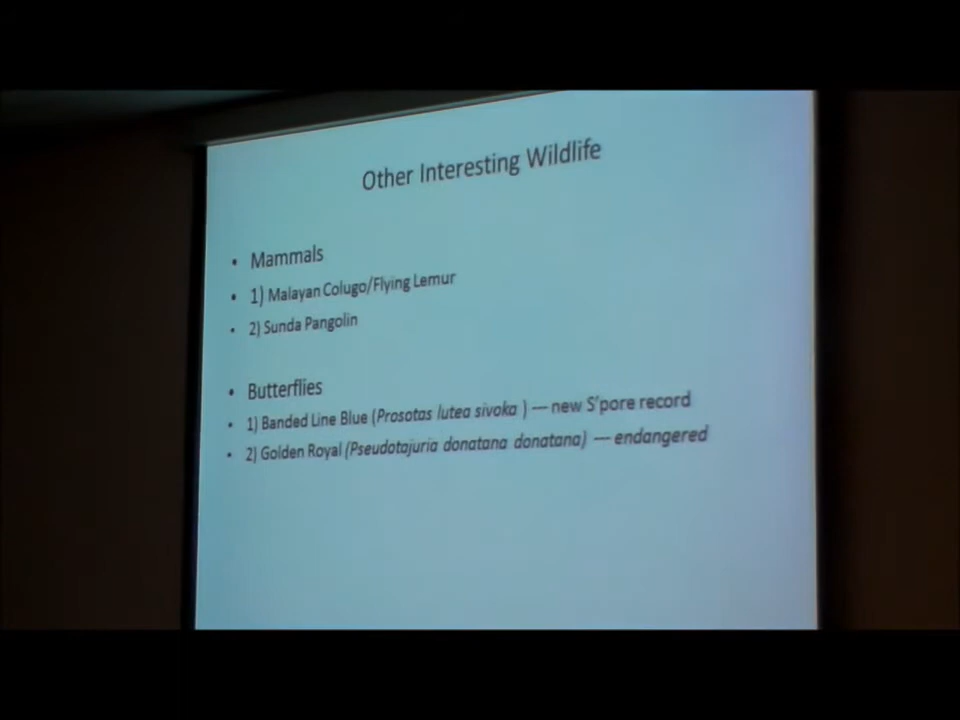 Other Interesting Wildlife
• Mammals
• 1) Malayan Colugo/Flying Lemur
• 2) Sunda Pangolin
• Butterflies
• 1) Banded Line Blue (Prosotas lutea sivoka ) — new S'pore record
• 2) Golden Royal (Pseudotajuria donatana donatana) — endangered